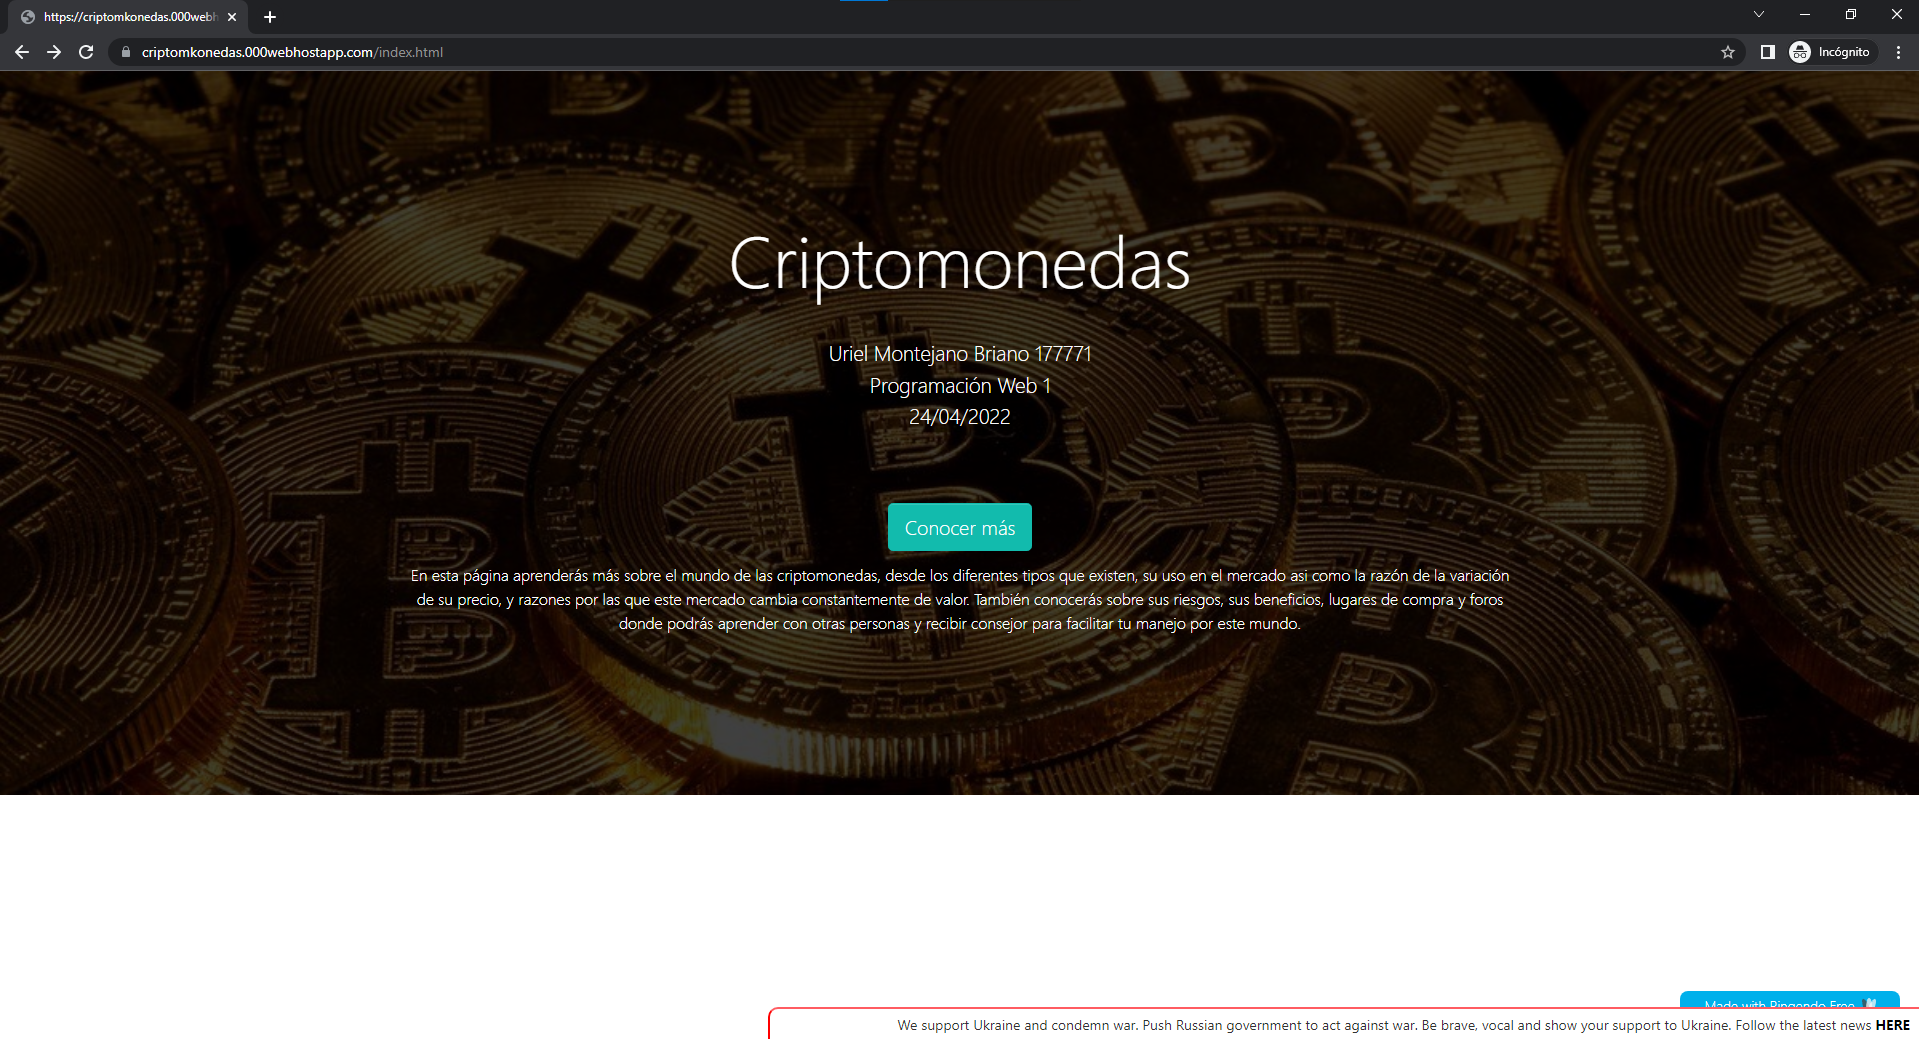 https://criptomkonedas.000webh
criptomkonedas.000webhostapp.com/index.html
Incógnito
Criptomonedas
Uriel Montejano Briano 177771
Programación Web 1
24/04/2022
Conocer más
En esta página aprenderás más sobre el mundo de las criptomonedas, desde los diferentes tipos que existen, su uso en el mercado asi como la razón de la variación
de su precio, y razones por las que este mercado cambia constantemente de valor. También conocerás sobre sus riesgos, sus beneficios, lugares de compra y foros
donde podrás aprender con otras personas y recibir consejor para facilitar tu manejo por este mundo.
Made with Pingendo Free
We support Ukraine and condemn war. Push Russian government to act against war. Be brave, vocal and show your support to Ukraine. Follow the latest news HERE